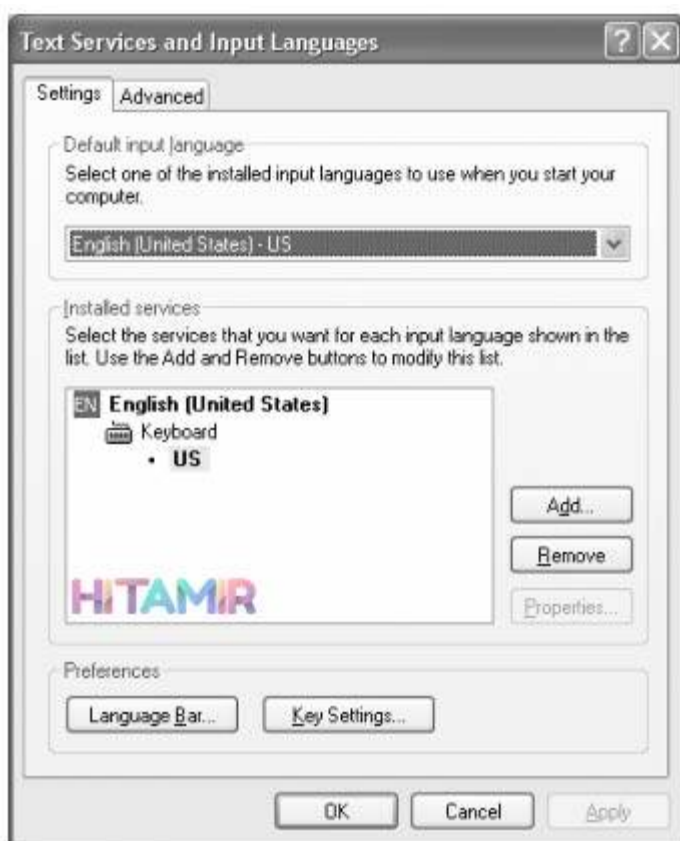 Text Services and Input Languages
Settings
Advanced
Default input language
Select one of the installed input languages to use when you start your
computer.
English (United States) - US
Installed services
Select the services that you want for each input language shown in the
list. Use the Add and Remove buttons to modify this list.
EN English (United States)
Keyboard
• US
Add...
Remove
HITAMIR
Properties...
Preferences
Language Bar...
Key Settings...
OK
Cancel
Apply